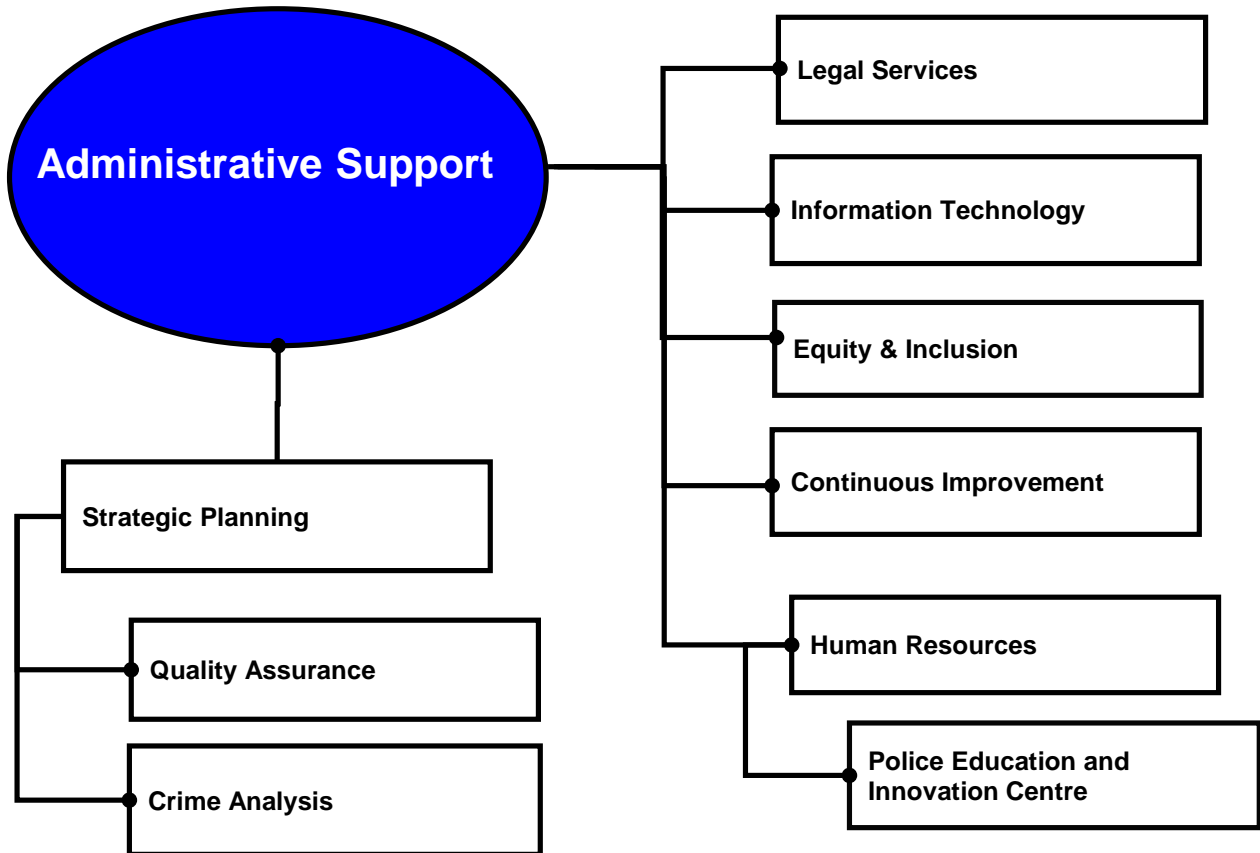 Administrative Support
Legal Services
Information Technology
Equity & Inclusion
Continuous Improvement
Human Resources
Police Education and
Innovation Centre
Strategic Planning
Quality Assurance
Crime Analysis